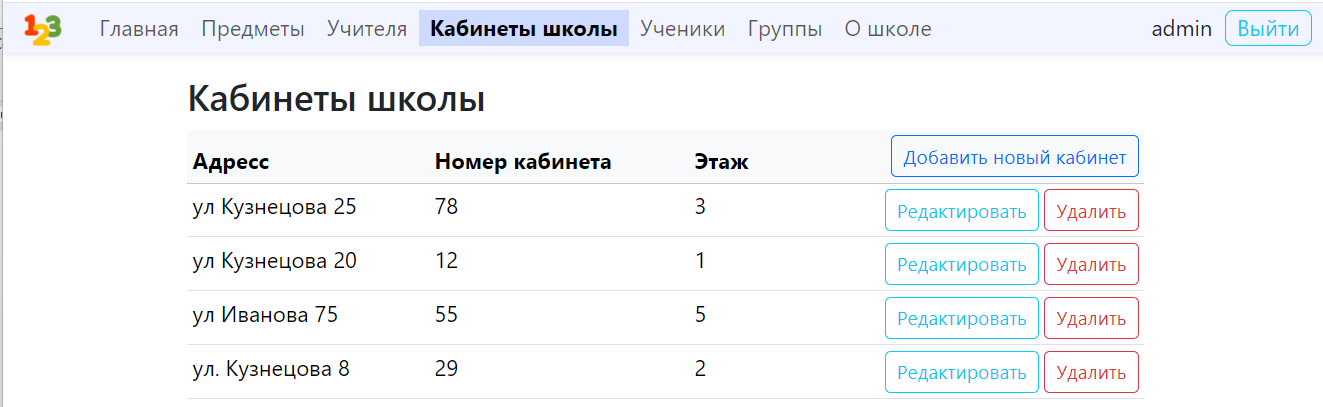 123 Главная Предметы Учителя Кабинеты школы Ученики Группы О школе admin Выйти
Кабинеты школы
Адресс Номер кабинета Этаж Добавить новый кабинет
ул Кузнецова 25 78 3 Редактировать Удалить
ул Кузнецова 20 12 1 Редактировать Удалить
ул Иванова 75 55 5 Редактировать Удалить
ул. Кузнецова 8 29 2 Редактировать Удалить